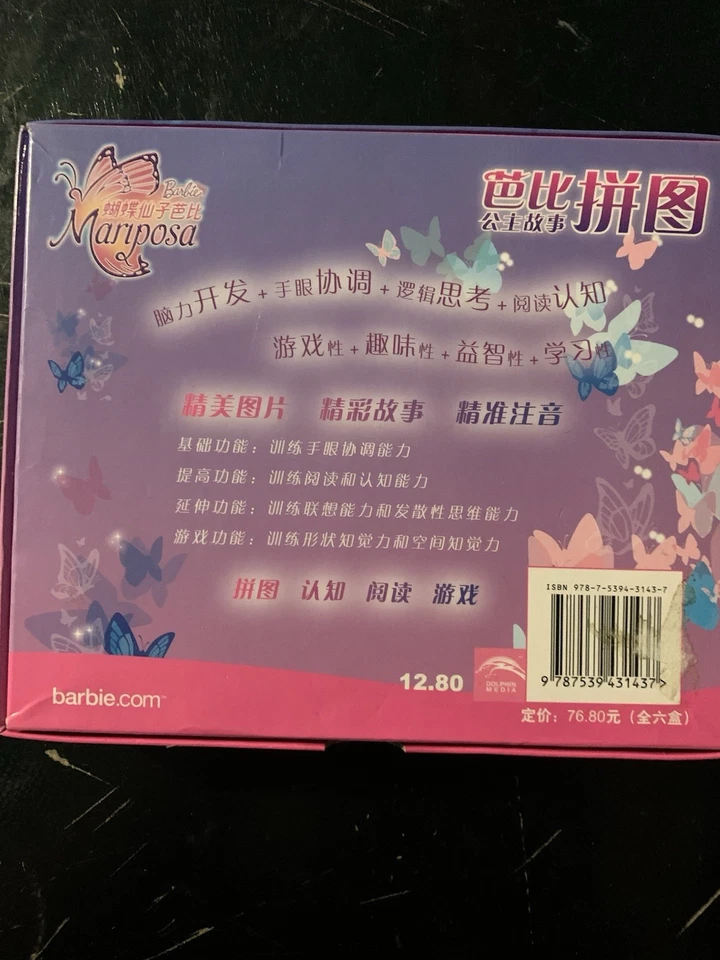 Barbie
蝴蝶仙子芭比
Mariposa
芭比拼图
公主故事
脑力开发+手眼协调+逻辑思考+阅读认知
游戏性+趣味性+益智性+学习性
精美图片 精彩故事 精准注音
基础功能：训练手眼协调能力
提高功能：训练阅读和认知能力
延伸功能：训练联想能力和发散性思维能力
游戏功能：训练形状知觉力和空间知觉力
拼图 认知 阅读 游戏
ISBN 978-7-5394-3143-7
9 787539 431437 >
barbie.com™
12.80
DOLPHIN
MEDIA
定价：76.80元（全六盒）